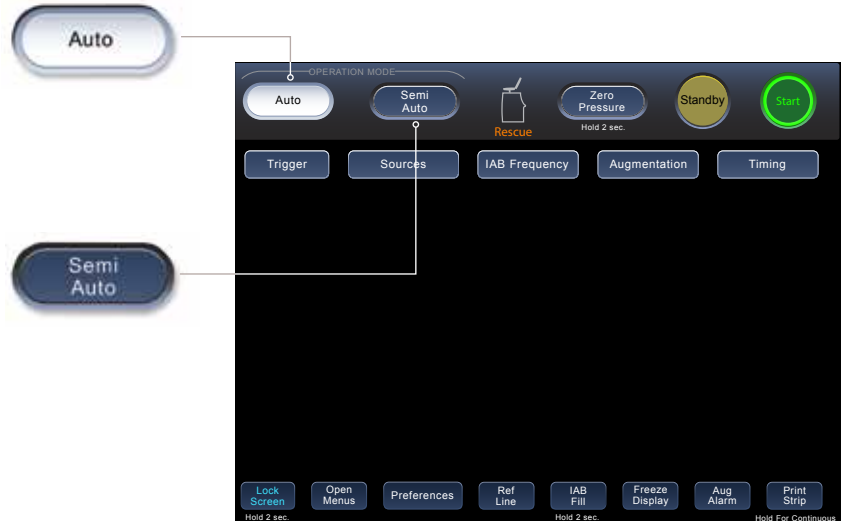 Auto
OPERATION MODE
Auto
Semi
Auto
Rescue
Zero
Pressure
Hold 2 sec.
Standby
Start
Trigger
Sources
IAB Frequency
Augmentation
Timing
Semi
Auto
Lock
Screen
Hold 2 sec.
Open
Menus
Preferences
Ref
Line
IAB
Fill
Hold 2 sec.
Freeze
Display
Aug
Alarm
Print
Strip
Hold For Continuous